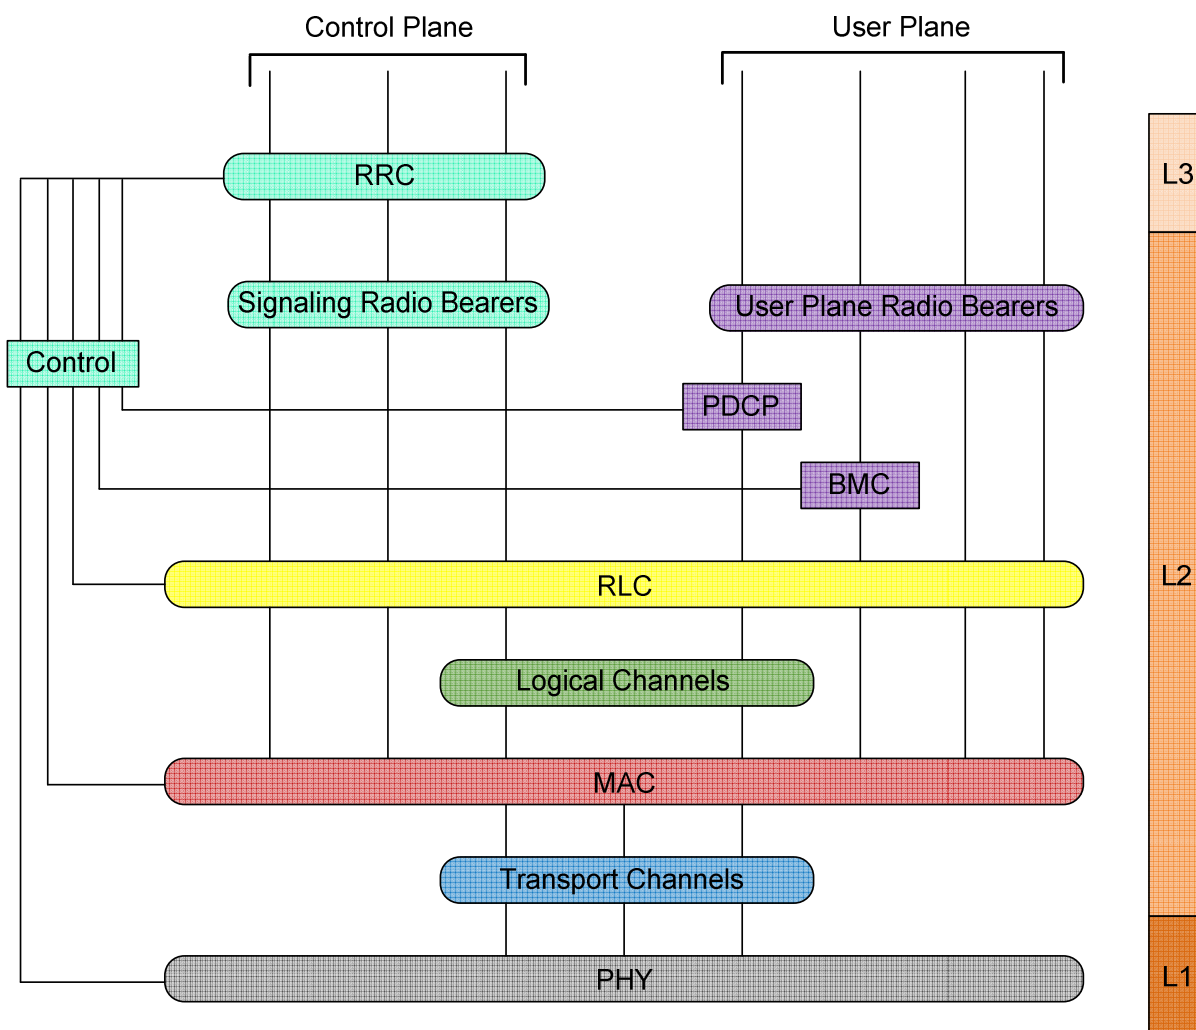 Control Plane
User Plane
RRC
L3
Signaling Radio Bearers
User Plane Radio Bearers
Control
PDCP
BMC
RLC
L2
Logical Channels
MAC
Transport Channels
PHY
L1